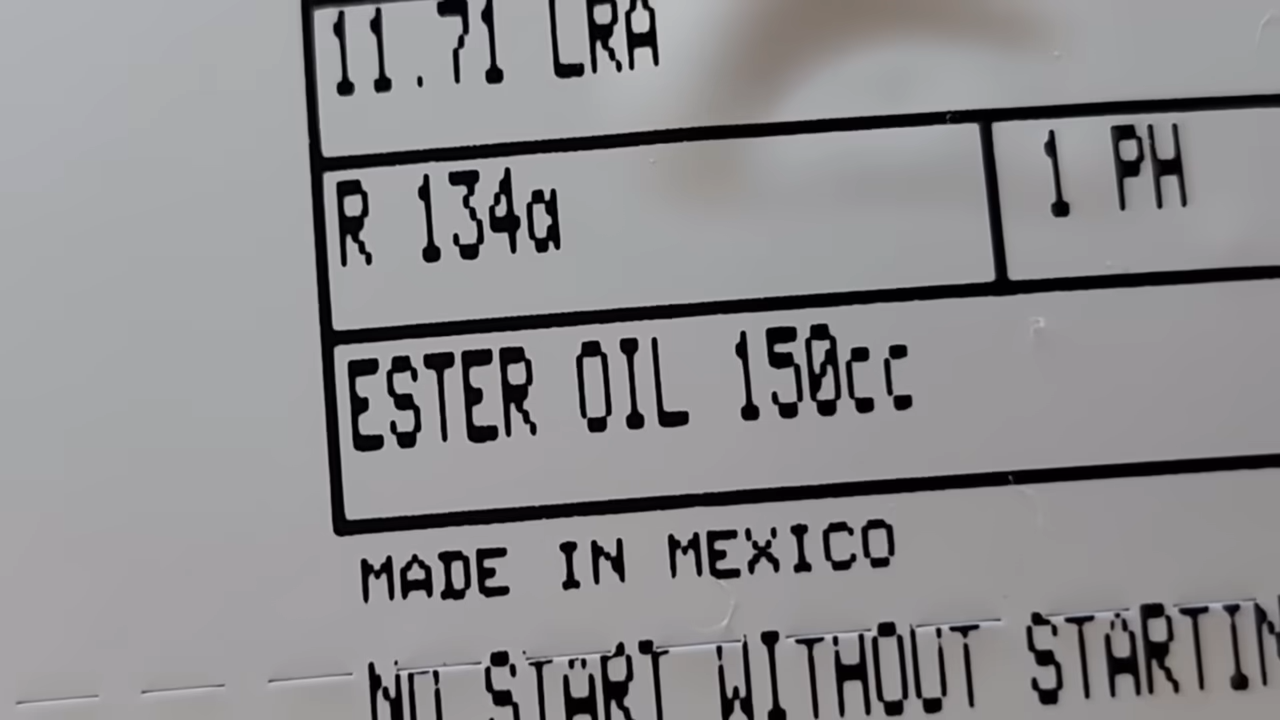 11.71 LRA
R 134a
1 PH
ESTER OIL 150cc
MADE IN MEXICO
NO START WITHOUT